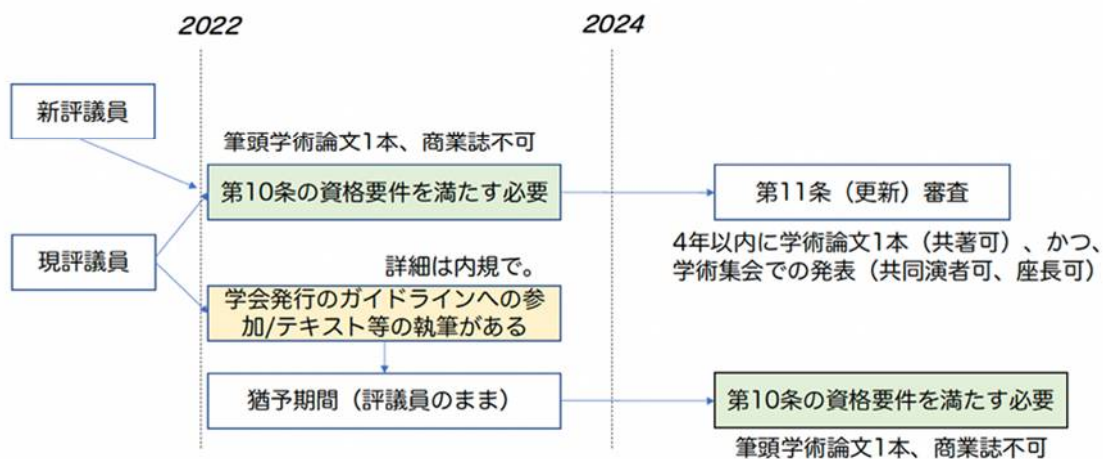 2022
2024
新評議員
筆頭学術論文1本、商業誌不可
第10条の資格要件を満たす必要
第11条（更新）審査
現評議員
4年以内に学術論文1本（共著可）、かつ、
学術集会での発表（共同演者可、座長可）
詳細は内規で。
学会発行のガイドラインへの参
加/テキスト等の執筆がある
猶予期間（評議員のまま）
第10条の資格要件を満たす必要
筆頭学術論文1本、商業誌不可